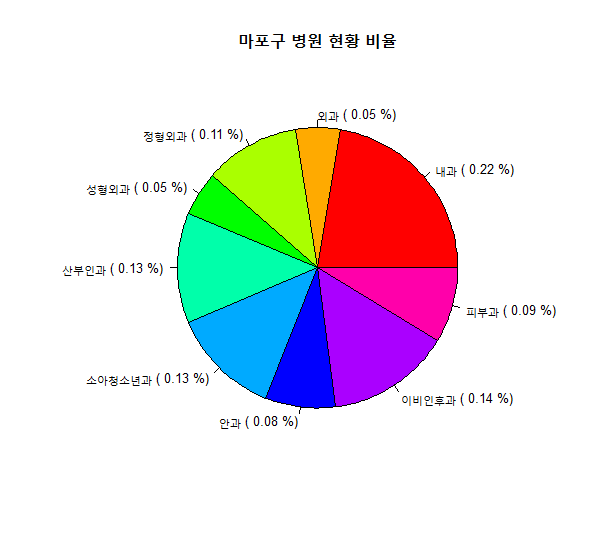 마포구 병원 현황 비율
외과 ( 0.05 %)
정형외과 ( 0.11 %)
내과 ( 0.22 %)
성형외과 ( 0.05 %)
산부인과 ( 0.13 %)
피부과 ( 0.09 %)
소아청소년과 ( 0.13 %)
이비인후과 ( 0.14 %)
안과 ( 0.08 %)